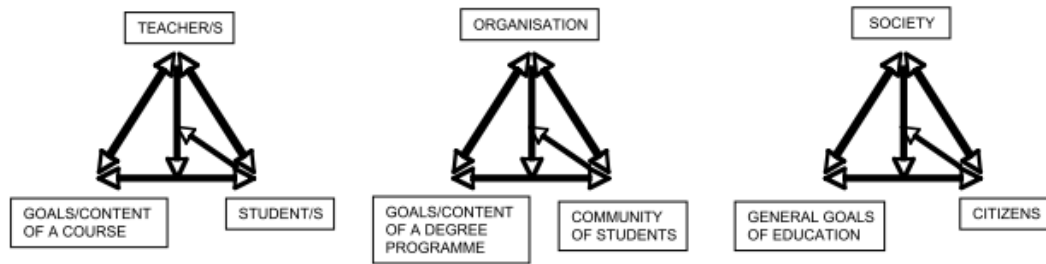 TEACHER/S
ORGANISATION
SOCIETY
GOALS/CONTENT
OF A COURSE
STUDENT/S
GOALS/CONTENT
OF A DEGREE
PROGRAMME
COMMUNITY
OF STUDENTS
GENERAL GOALS
OF EDUCATION
CITIZENS